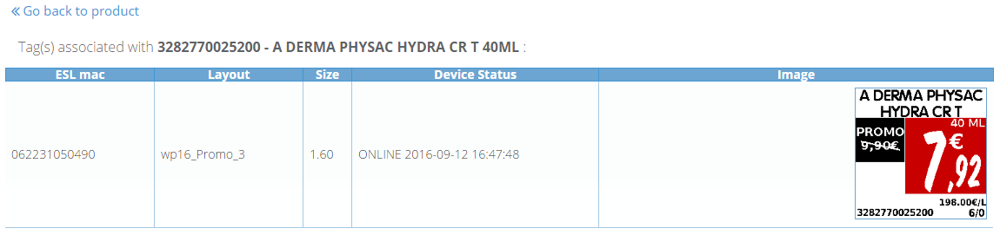 « Go back to product
Tag(s) associated with 3282770025200 - A DERMA PHYSAC HYDRA CR T 40ML :
ESL mac Layout Size Device Status Image
062231050490 wp16_Promo_3 1.60 ONLINE 2016-09-12 16:47:48
A DERMA PHYSAC
HYDRA CR T
40 ML
PROMO
9,90€
7€,92
198.00€/L
3282770025200 6/0